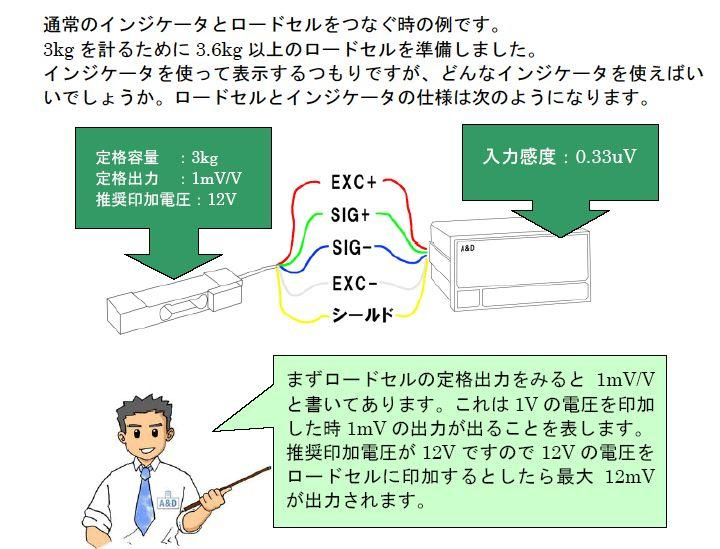 通常のインジケータとロードセルをつなぐ時の例です。
3kg を計るために 3.6kg 以上のロードセルを準備しました。
インジケータを使って表示するつもりですが、どんなインジケータを使えばい
いでしょうか。ロードセルとインジケータの仕様は次のようになります。
定格容量　：3kg
定格出力　：1mV/V
推奨印加電圧：12V
入力感度：0.33uV
EXC+
SIG+
SIG-
EXC-
シールド
A&D
まずロードセルの定格出力をみると 1mV/V
と書いてあります。これは 1V の電圧を印加
した時 1mV の出力が出ることを表します。
推奨印加電圧が 12V ですので 12V の電圧を
ロードセルに印加するとしたら最大 12mV
が出力されます。
A&D